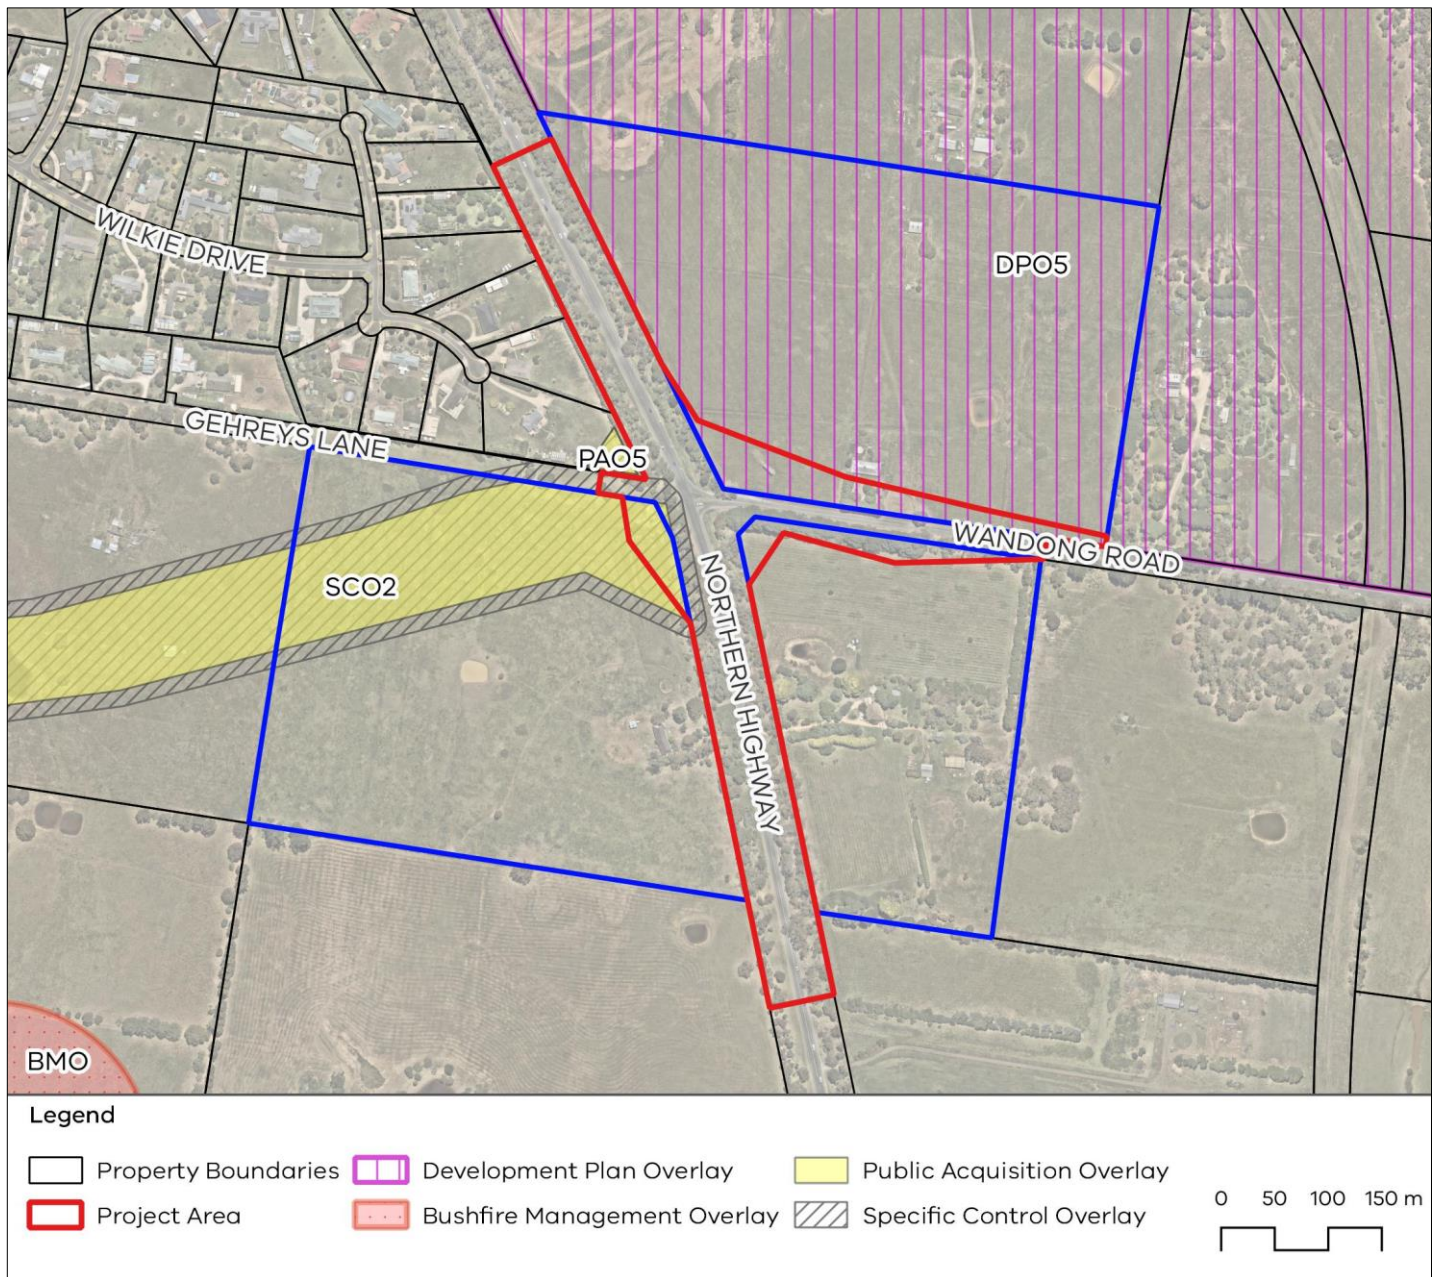 WILKIE DRIVE
DPO5
GEHREYS LANE
PAO5
WANDONG ROAD
SCO2
NORTHERN HIGHWAY
BMO
Legend
Property Boundaries
Development Plan Overlay
Public Acquisition Overlay
Project Area
Bushfire Management Overlay
Specific Control Overlay
0 50 100 150 m